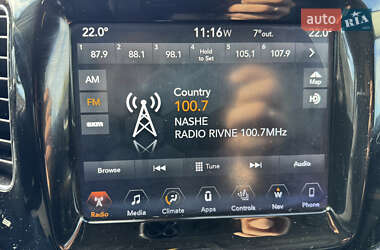 auto RIA
22.0° 11:16W 7°out. 22.0°
1 87.9 2 88.1 3 98.1 4 Hold to Set 5 105.1 6 107.9
AM
FM
SXM
Country
100.7
NASHE
RADIO RIVNE 100.7MHz
Map
Browse Tune Audio
Radio Media Climate Apps Controls Nav Phone